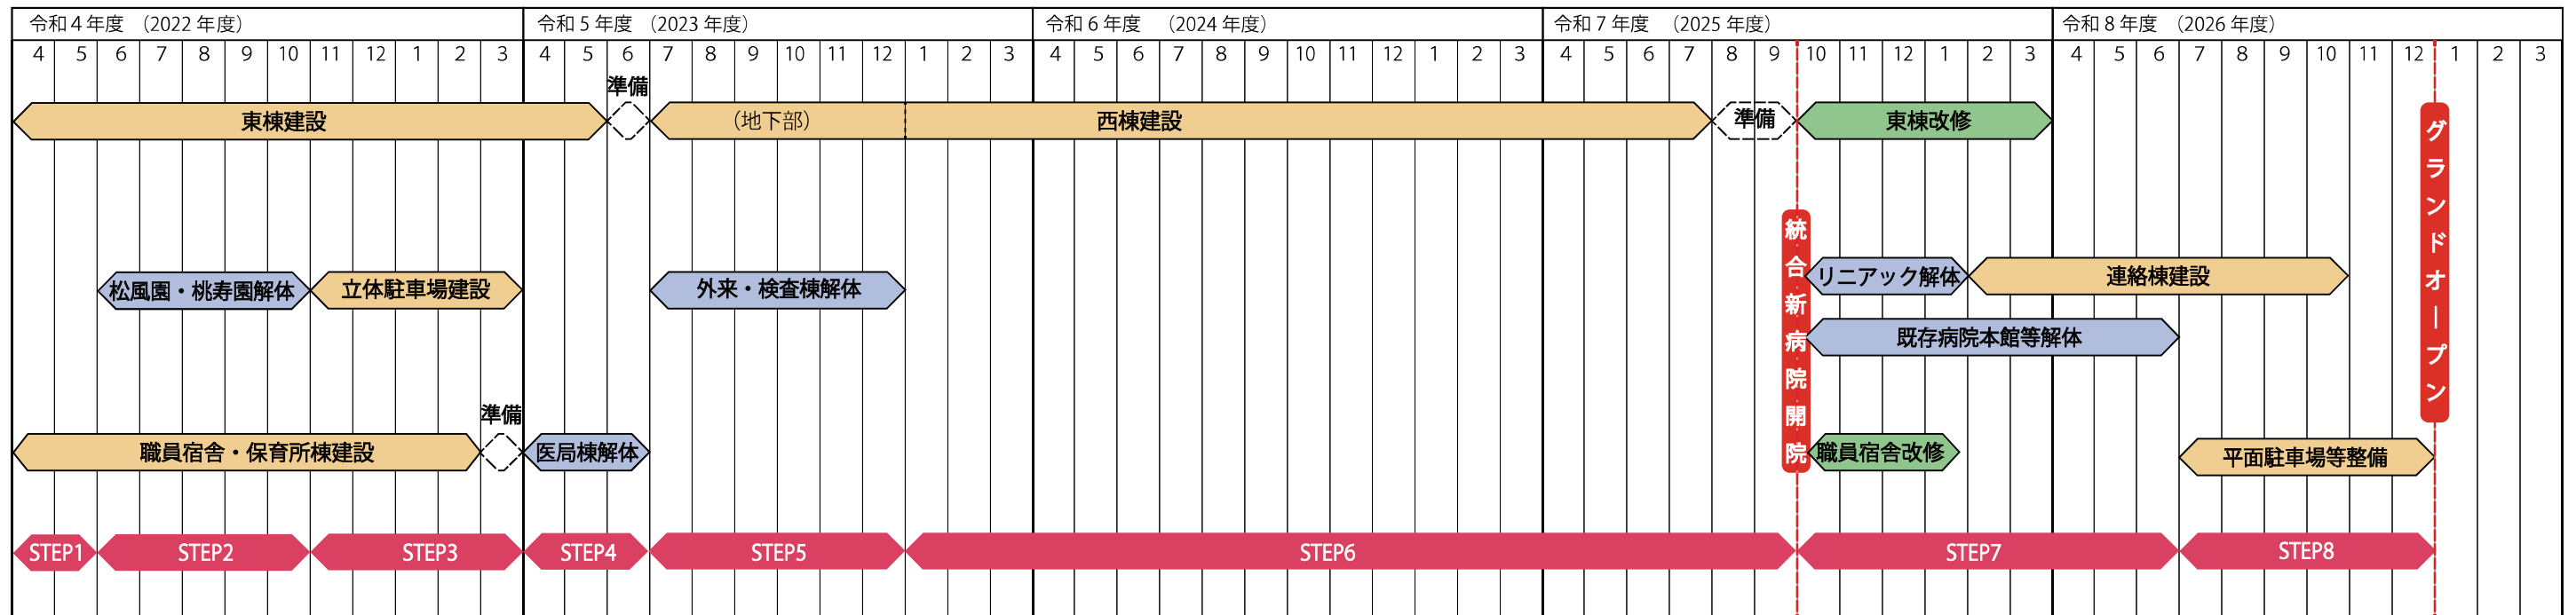 令和4年度 （2022年度）
令和5年度 （2023年度）
令和6年度 （2024年度）
令和7年度 （2025年度）
令和8年度 （2026年度）
4 5 6 7 8 9 10 11 12 1 2 3 4 5 6 7 8 9 10 11 12 1 2 3 4 5 6 7 8 9 10 11 12 1 2 3 4 5 6 7 8 9 10 11 12 1 2 3 4 5 6 7 8 9 10 11 12 1 2 3
準備
東棟建設
（地下部）
西棟建設
準備
東棟改修
グランドオープン
統合新病院開院
松風園・桃寿園解体
立体駐車場建設
外来・検査棟解体
リニアック解体
連絡棟建設
既存病院本館等解体
準備
職員宿舎・保育所棟建設
医局棟解体
職員宿舎改修
平面駐車場等整備
STEP1
STEP2
STEP3
STEP4
STEP5
STEP6
STEP7
STEP8